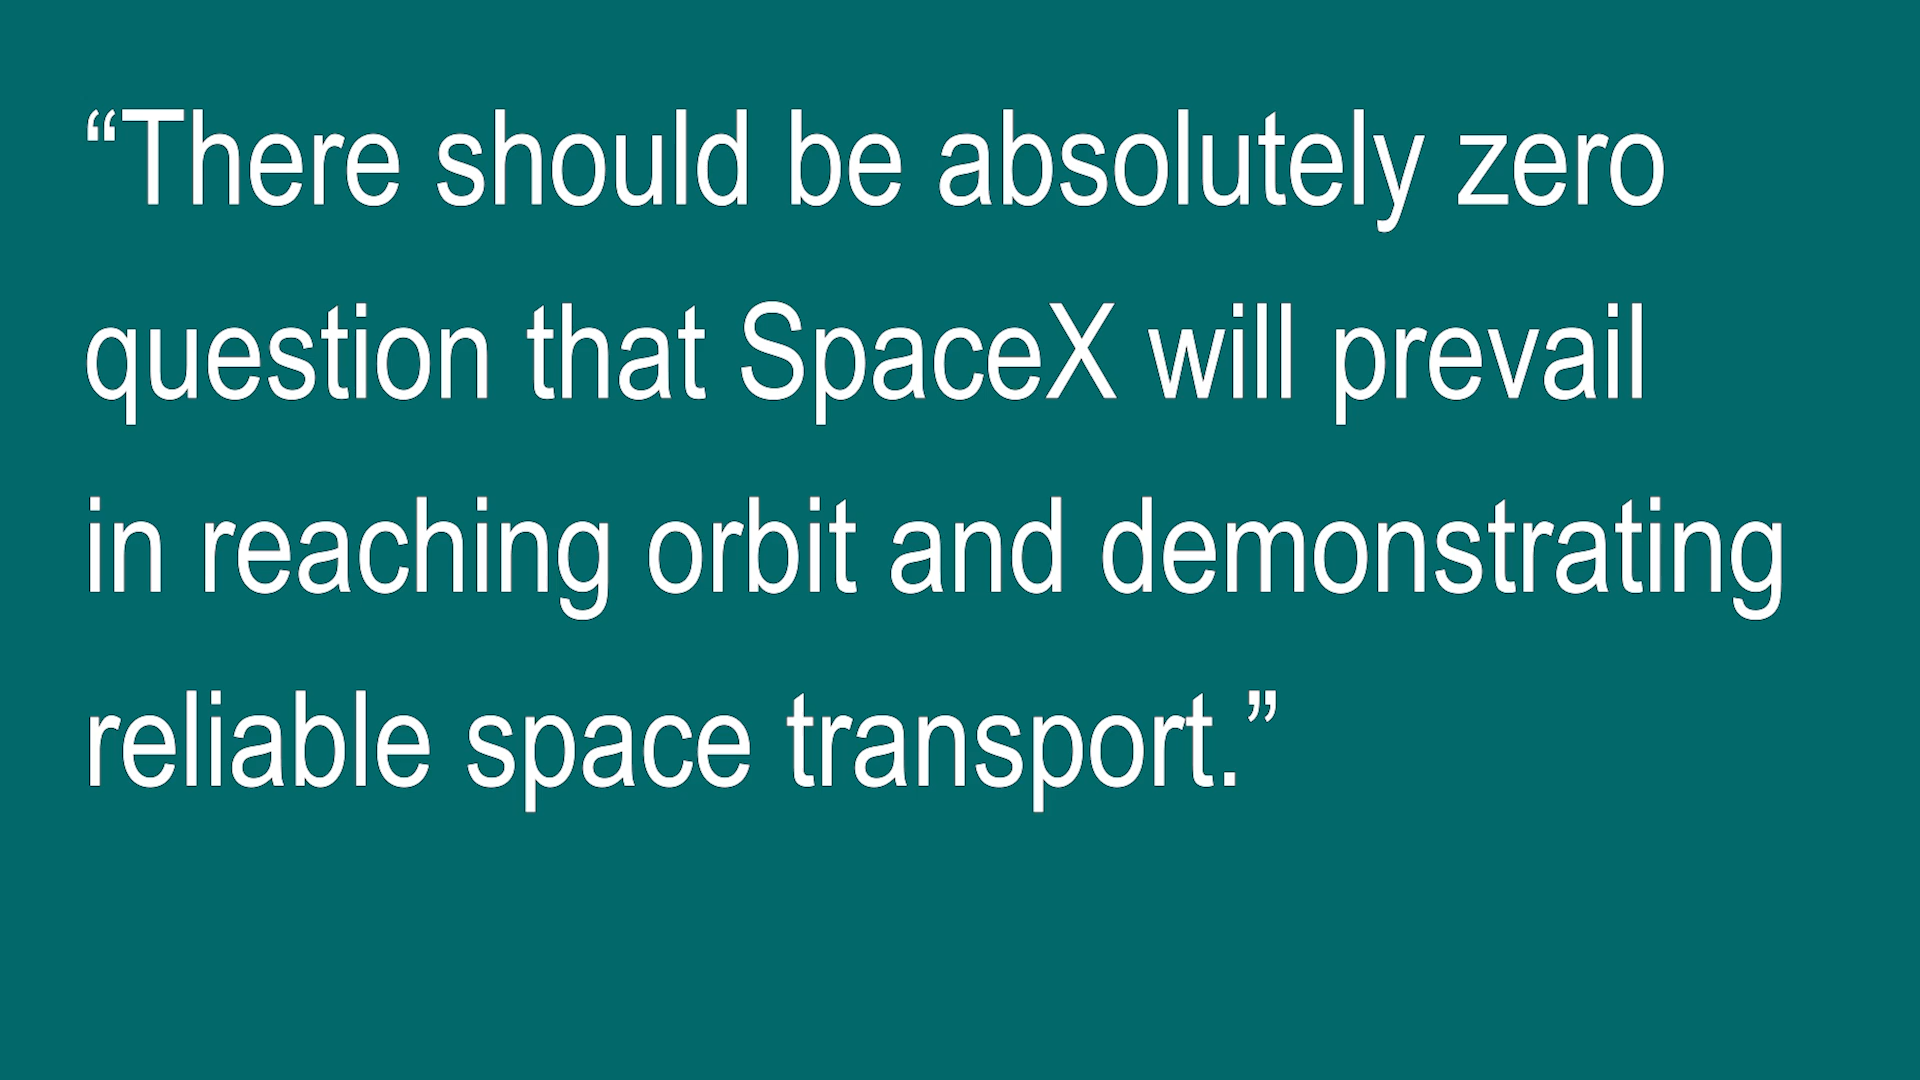 “There should be absolutely zero
question that SpaceX will prevail
in reaching orbit and demonstrating
reliable space transport.”